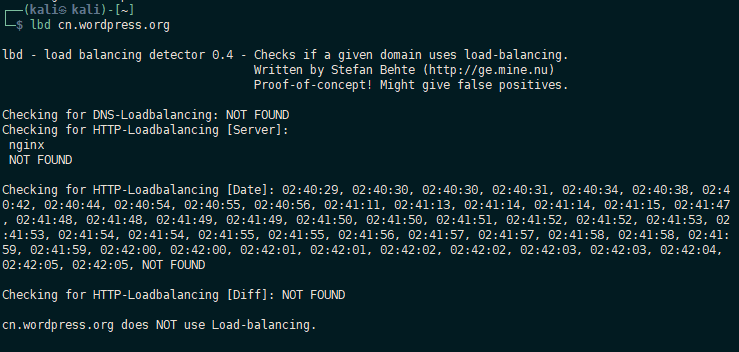 (kali㉿kali)-[~]
$ lbd cn.wordpress.org
lbd - load balancing detector 0.4 - Checks if a given domain uses load-balancing.
Written by Stefan Behte (http://ge.mine.nu)
Proof-of-concept! Might give false positives.
Checking for DNS-Loadbalancing: NOT FOUND
Checking for HTTP-Loadbalancing [Server]:
nginx
NOT FOUND
Checking for HTTP-Loadbalancing [Date]: 02:40:29, 02:40:30, 02:40:30, 02:40:31, 02:40:34, 02:40:38, 02:4
0:42, 02:40:44, 02:40:54, 02:40:55, 02:40:56, 02:41:11, 02:41:13, 02:41:14, 02:41:14, 02:41:15, 02:41:47
, 02:41:48, 02:41:48, 02:41:49, 02:41:49, 02:41:50, 02:41:50, 02:41:51, 02:41:52, 02:41:52, 02:41:53, 02
:41:53, 02:41:54, 02:41:54, 02:41:55, 02:41:55, 02:41:56, 02:41:57, 02:41:57, 02:41:58, 02:41:58, 02:41:
59, 02:41:59, 02:42:00, 02:42:00, 02:42:01, 02:42:01, 02:42:02, 02:42:02, 02:42:03, 02:42:03, 02:42:04,
02:42:05, 02:42:05, NOT FOUND
Checking for HTTP-Loadbalancing [Diff]: NOT FOUND
cn.wordpress.org does NOT use Load-balancing.